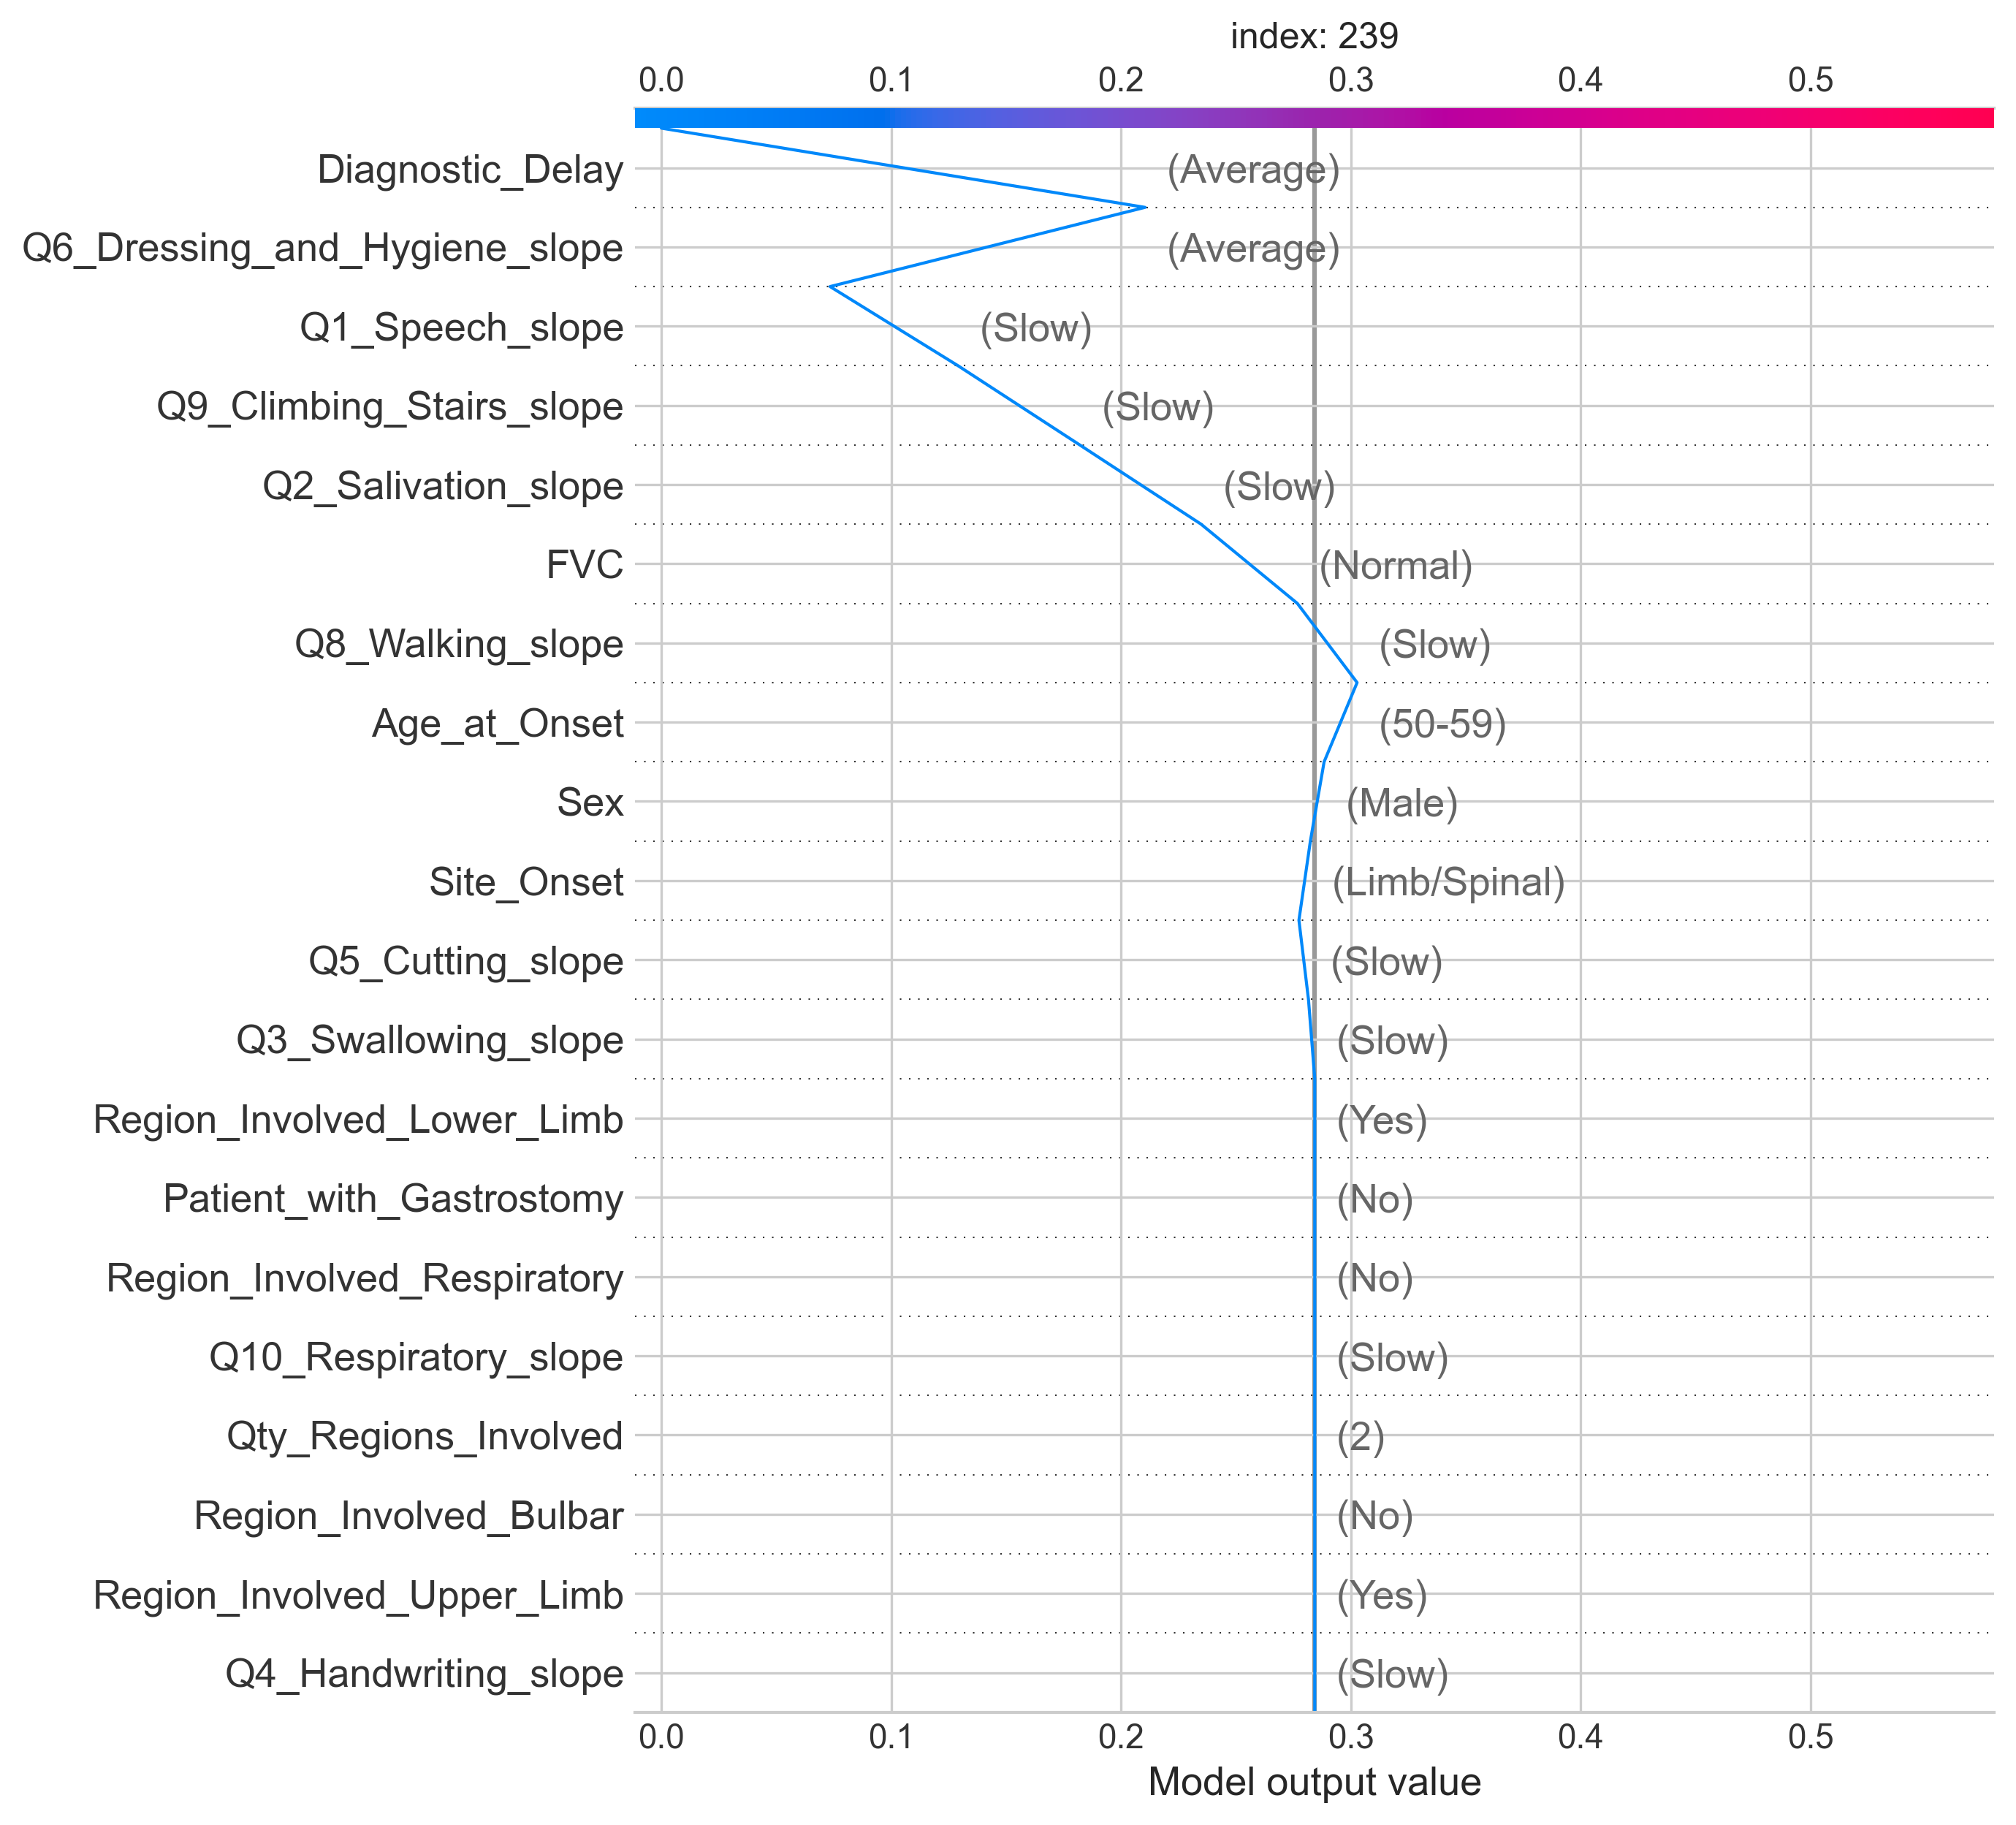 index: 239
0.0 0.1 0.2 0.3 0.4 0.5
Diagnostic_Delay (Average)
Q6_Dressing_and_Hygiene_slope (Average)
Q1_Speech_slope (Slow)
Q9_Climbing_Stairs_slope (Slow)
Q2_Salivation_slope (Slow)
FVC (Normal)
Q8_Walking_slope (Slow)
Age_at_Onset (50-59)
Sex (Male)
Site_Onset (Limb/Spinal)
Q5_Cutting_slope (Slow)
Q3_Swallowing_slope (Slow)
Region_Involved_Lower_Limb (Yes)
Patient_with_Gastrostomy (No)
Region_Involved_Respiratory (No)
Q10_Respiratory_slope (Slow)
Qty_Regions_Involved (2)
Region_Involved_Bulbar (No)
Region_Involved_Upper_Limb (Yes)
Q4_Handwriting_slope (Slow)
0.0 0.1 0.2 0.3 0.4 0.5
Model output value